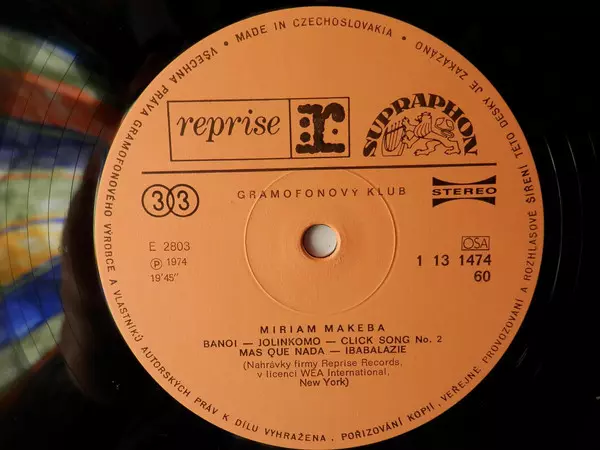 MADE IN CZECHOSLOVAKIA • VŠECHNA PRÁVA GRAMOFONOVÉHO VÝROBCE A VLASTNÍKŮ AUTORSKÝCH PRÁV K DÍLU VYHRAŽENA. POŘIZOVÁNÍ KOPIÍ, VEŘEJNÉ PROVOZOVÁNÍ A ROZHLASOVÉ ŠÍŘENÍ TÉTO DESKY JE ZAKÁZÁNO •
reprise r SUPRAPHON
33 GRAMOFONOVÝ KLUB STEREO
E 2803 OSA
Ⓟ 1974 1 13 1474
19'45" 60
MIRIAM MAKEBA
BANOI — JOLINKOMO — CLICK SONG No. 2
MAS QUE NADA — IBABALAZIE
(Nahrávky firmy Reprise Records,
v licenci WEA International,
New York)